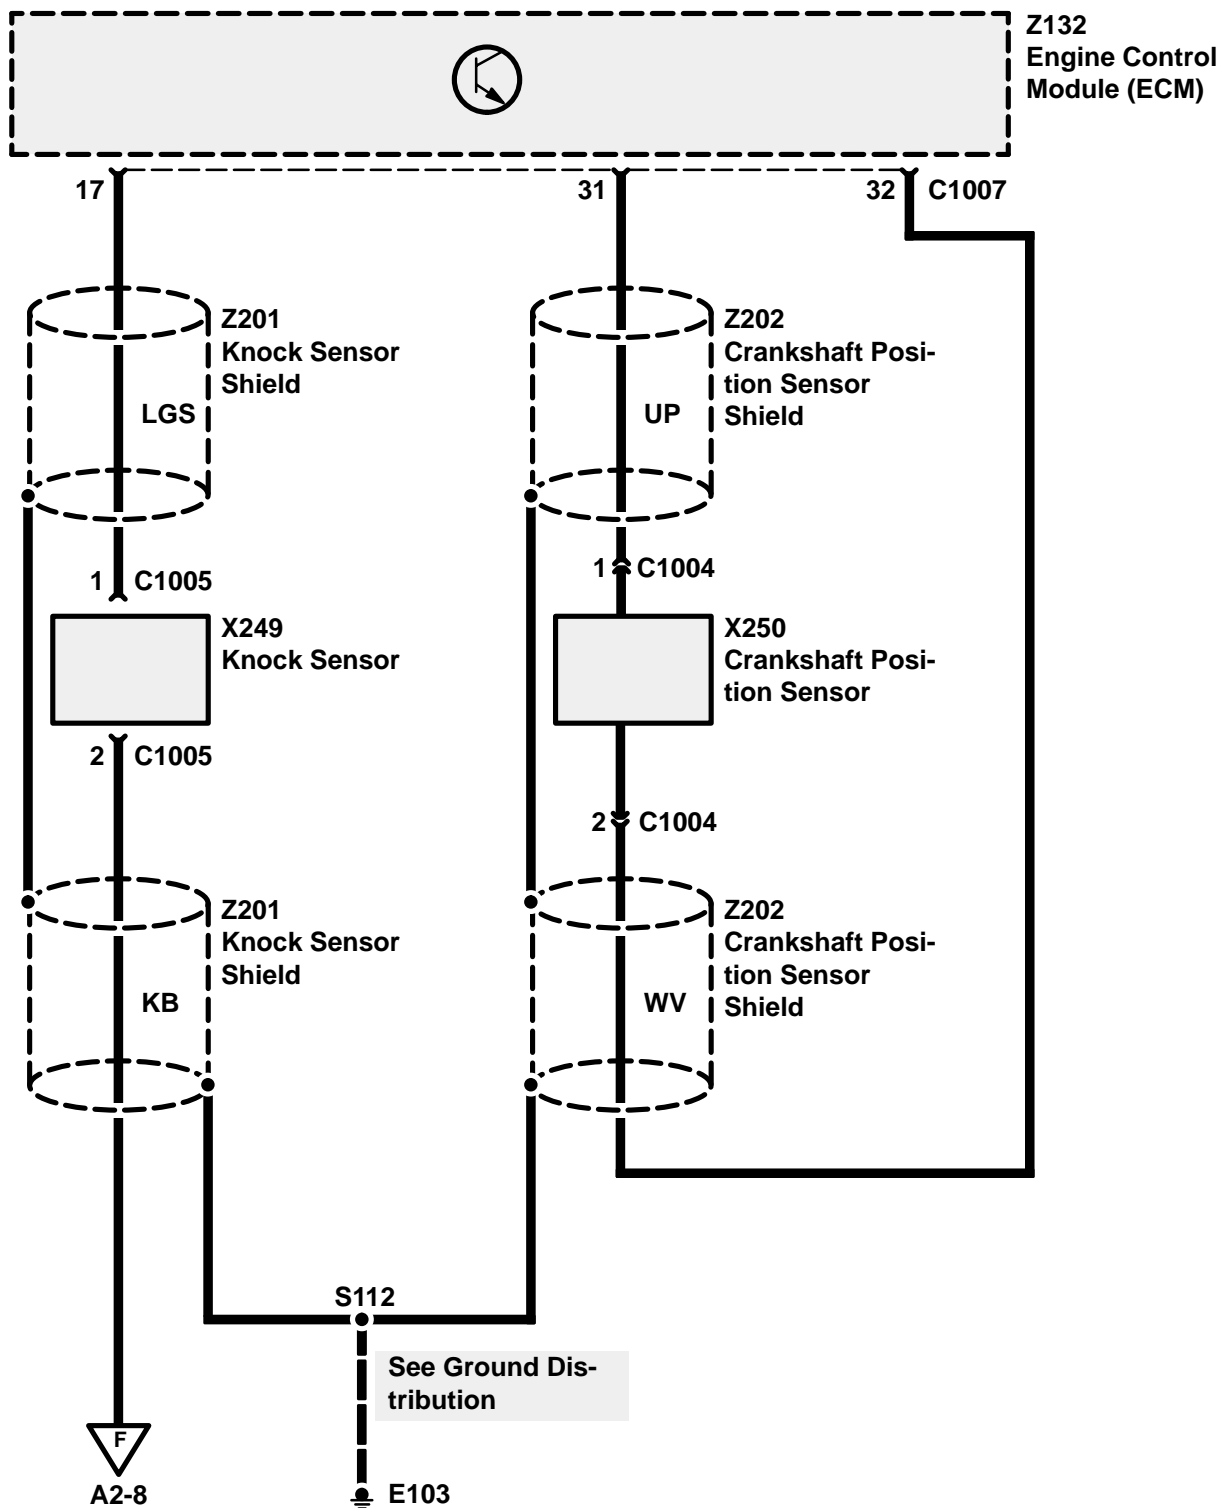 Z132
Engine Control
Module (ECM)
17
31
32
C1007
Z201
Knock Sensor
Shield
LGS
Z202
Crankshaft Posi-
tion Sensor
Shield
UP
1
C1005
1
C1004
X249
Knock Sensor
X250
Crankshaft Posi-
tion Sensor
2
C1005
2
C1004
Z201
Knock Sensor
Shield
KB
Z202
Crankshaft Posi-
tion Sensor
Shield
WV
S112
See Ground Dis-
tribution
F
A2-8
E103